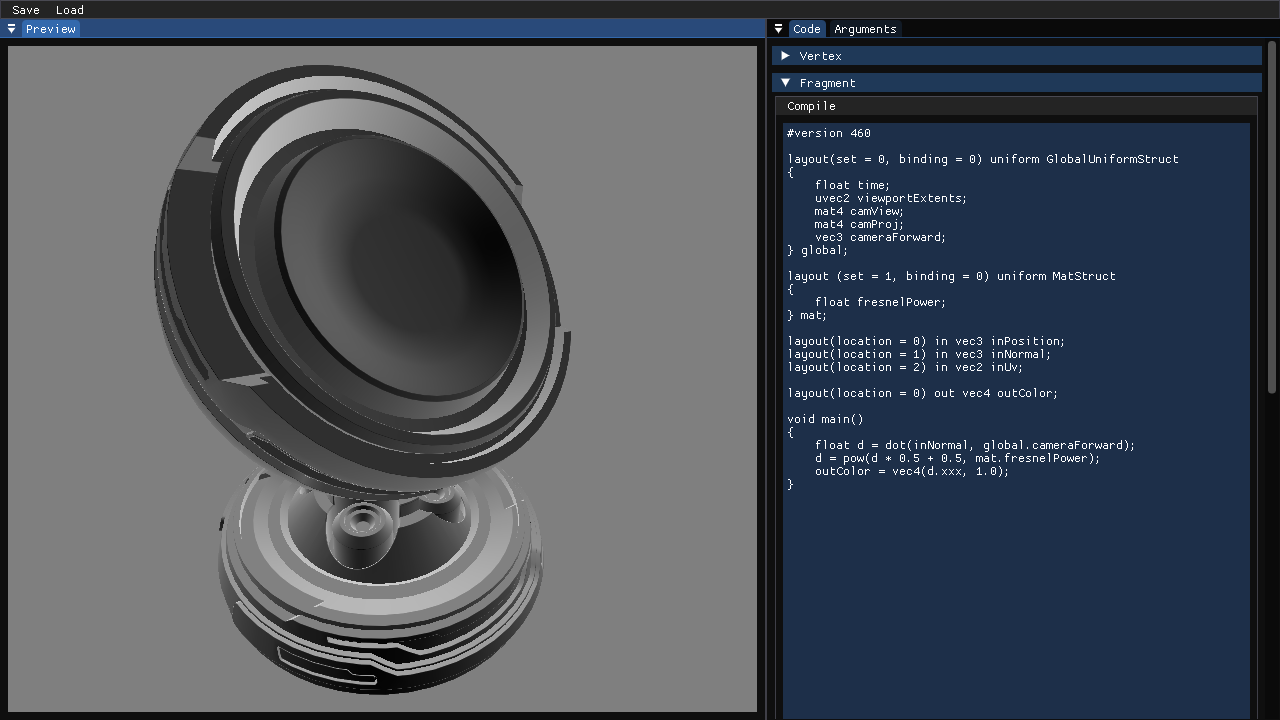 Save Load
Preview
Code Arguments
Vertex
Fragment
Compile
#version 460
layout(set = 0, binding = 0) uniform GlobalUniformStruct
{
    float time;
    uvec2 viewportExtents;
    mat4 camView;
    mat4 camProj;
    vec3 cameraForward;
} global;
layout (set = 1, binding = 0) uniform MatStruct
{
    float fresnelPower;
} mat;
layout(location = 0) in vec3 inPosition;
layout(location = 1) in vec3 inNormal;
layout(location = 2) in vec2 inUv;
layout(location = 0) out vec4 outColor;
void main()
{
    float d = dot(inNormal, global.cameraForward);
    d = pow(d * 0.5 + 0.5, mat.fresnelPower);
    outColor = vec4(d.xxx, 1.0);
}